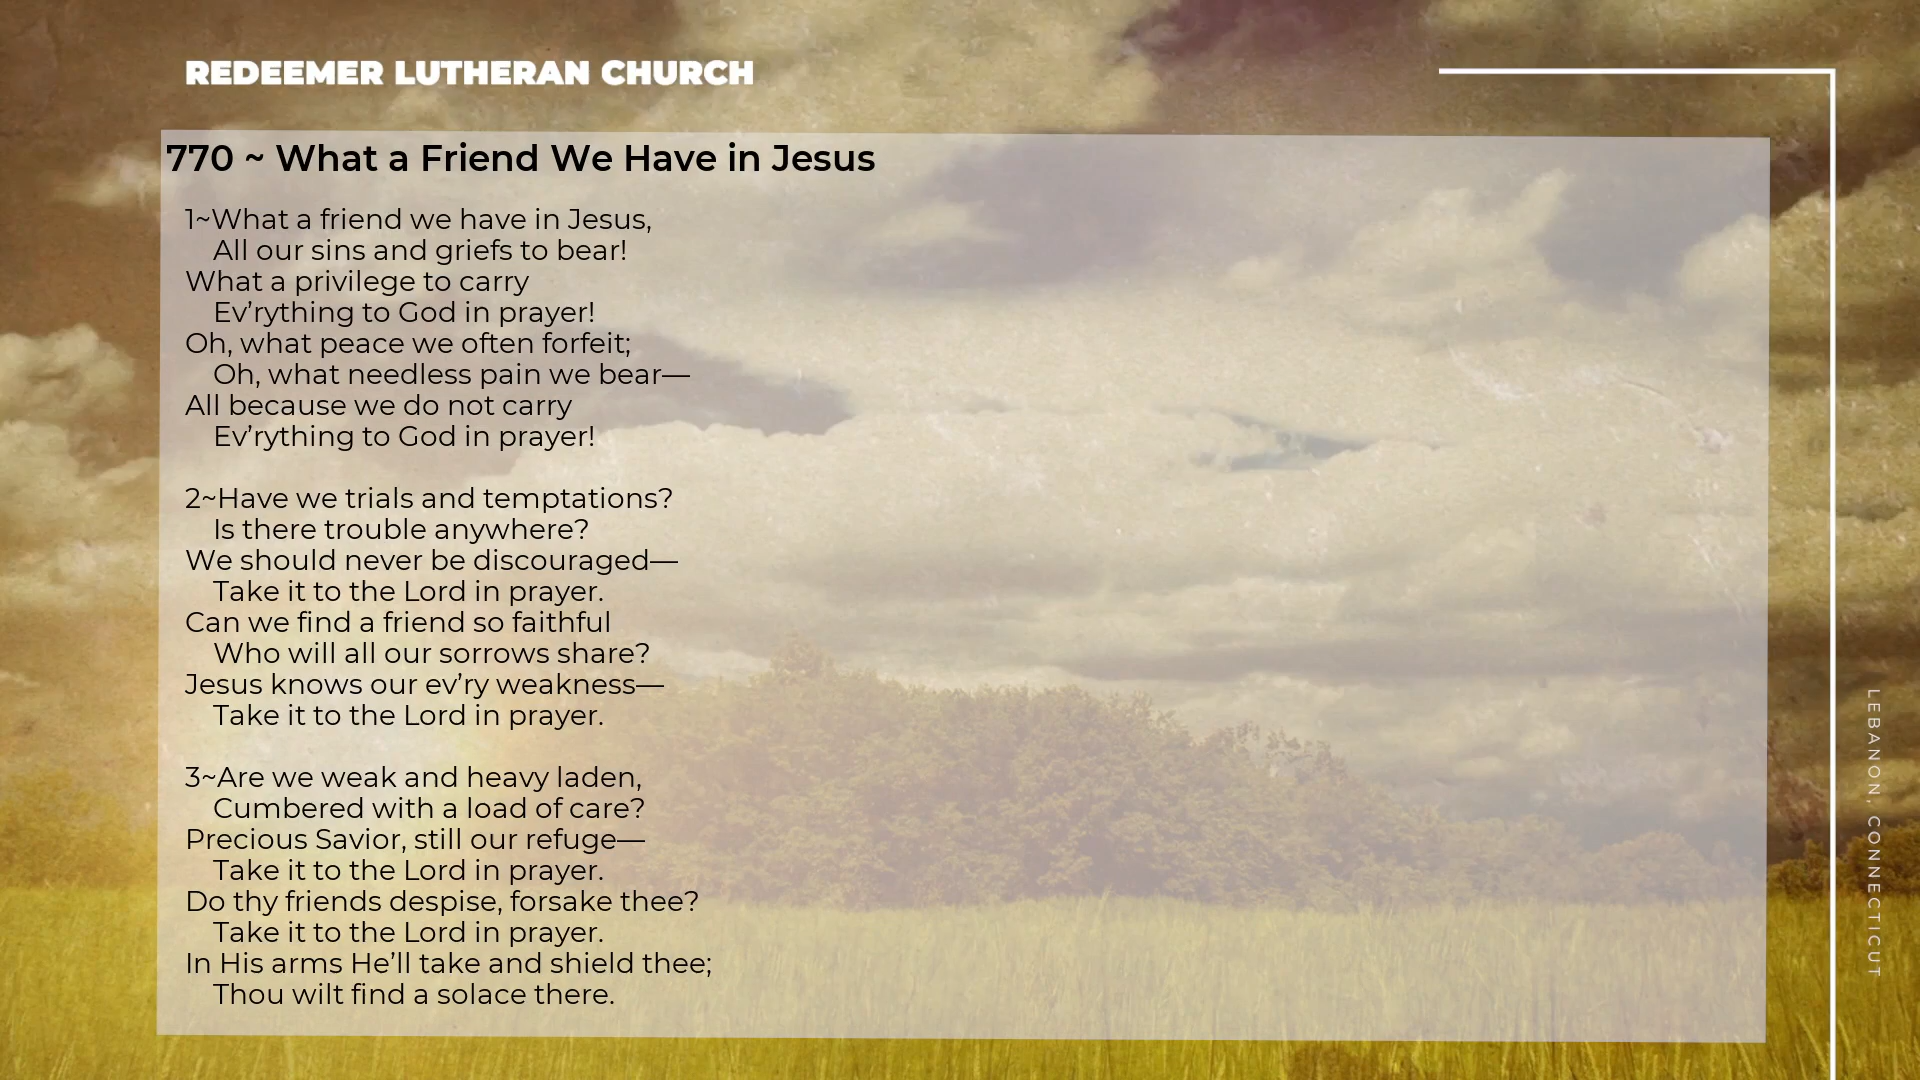 REDEEMER LUTHERAN CHURCH
770 ~ What a Friend We Have in Jesus
1~What a friend we have in Jesus,
All our sins and griefs to bear!
What a privilege to carry
Ev’rything to God in prayer!
Oh, what peace we often forfeit;
Oh, what needless pain we bear—
All because we do not carry
Ev’rything to God in prayer!
2~Have we trials and temptations?
Is there trouble anywhere?
We should never be discouraged—
Take it to the Lord in prayer.
Can we find a friend so faithful
Who will all our sorrows share?
Jesus knows our ev’ry weakness—
Take it to the Lord in prayer.
3~Are we weak and heavy laden,
Cumbered with a load of care?
Precious Savior, still our refuge—
Take it to the Lord in prayer.
Do thy friends despise, forsake thee?
Take it to the Lord in prayer.
In His arms He’ll take and shield thee;
Thou wilt find a solace there.
LEBANON, CONNECTICUT